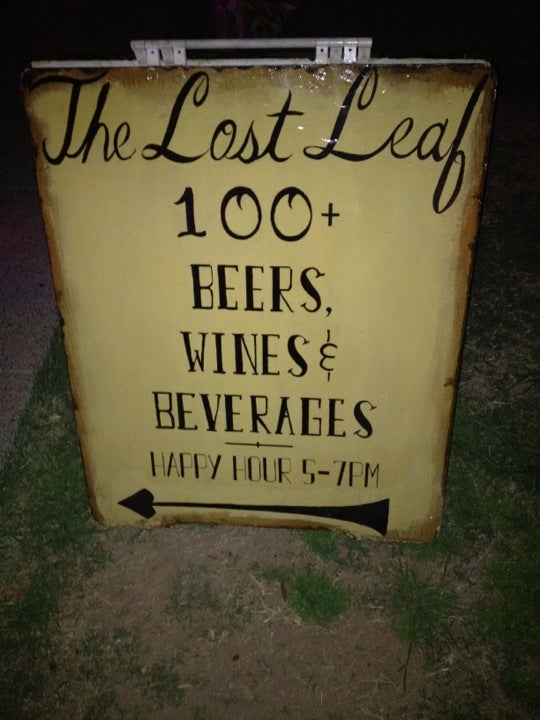 The Lost Leaf
100+
BEERS,
WINES &
BEVERAGES
HAPPY HOUR 5-7PM